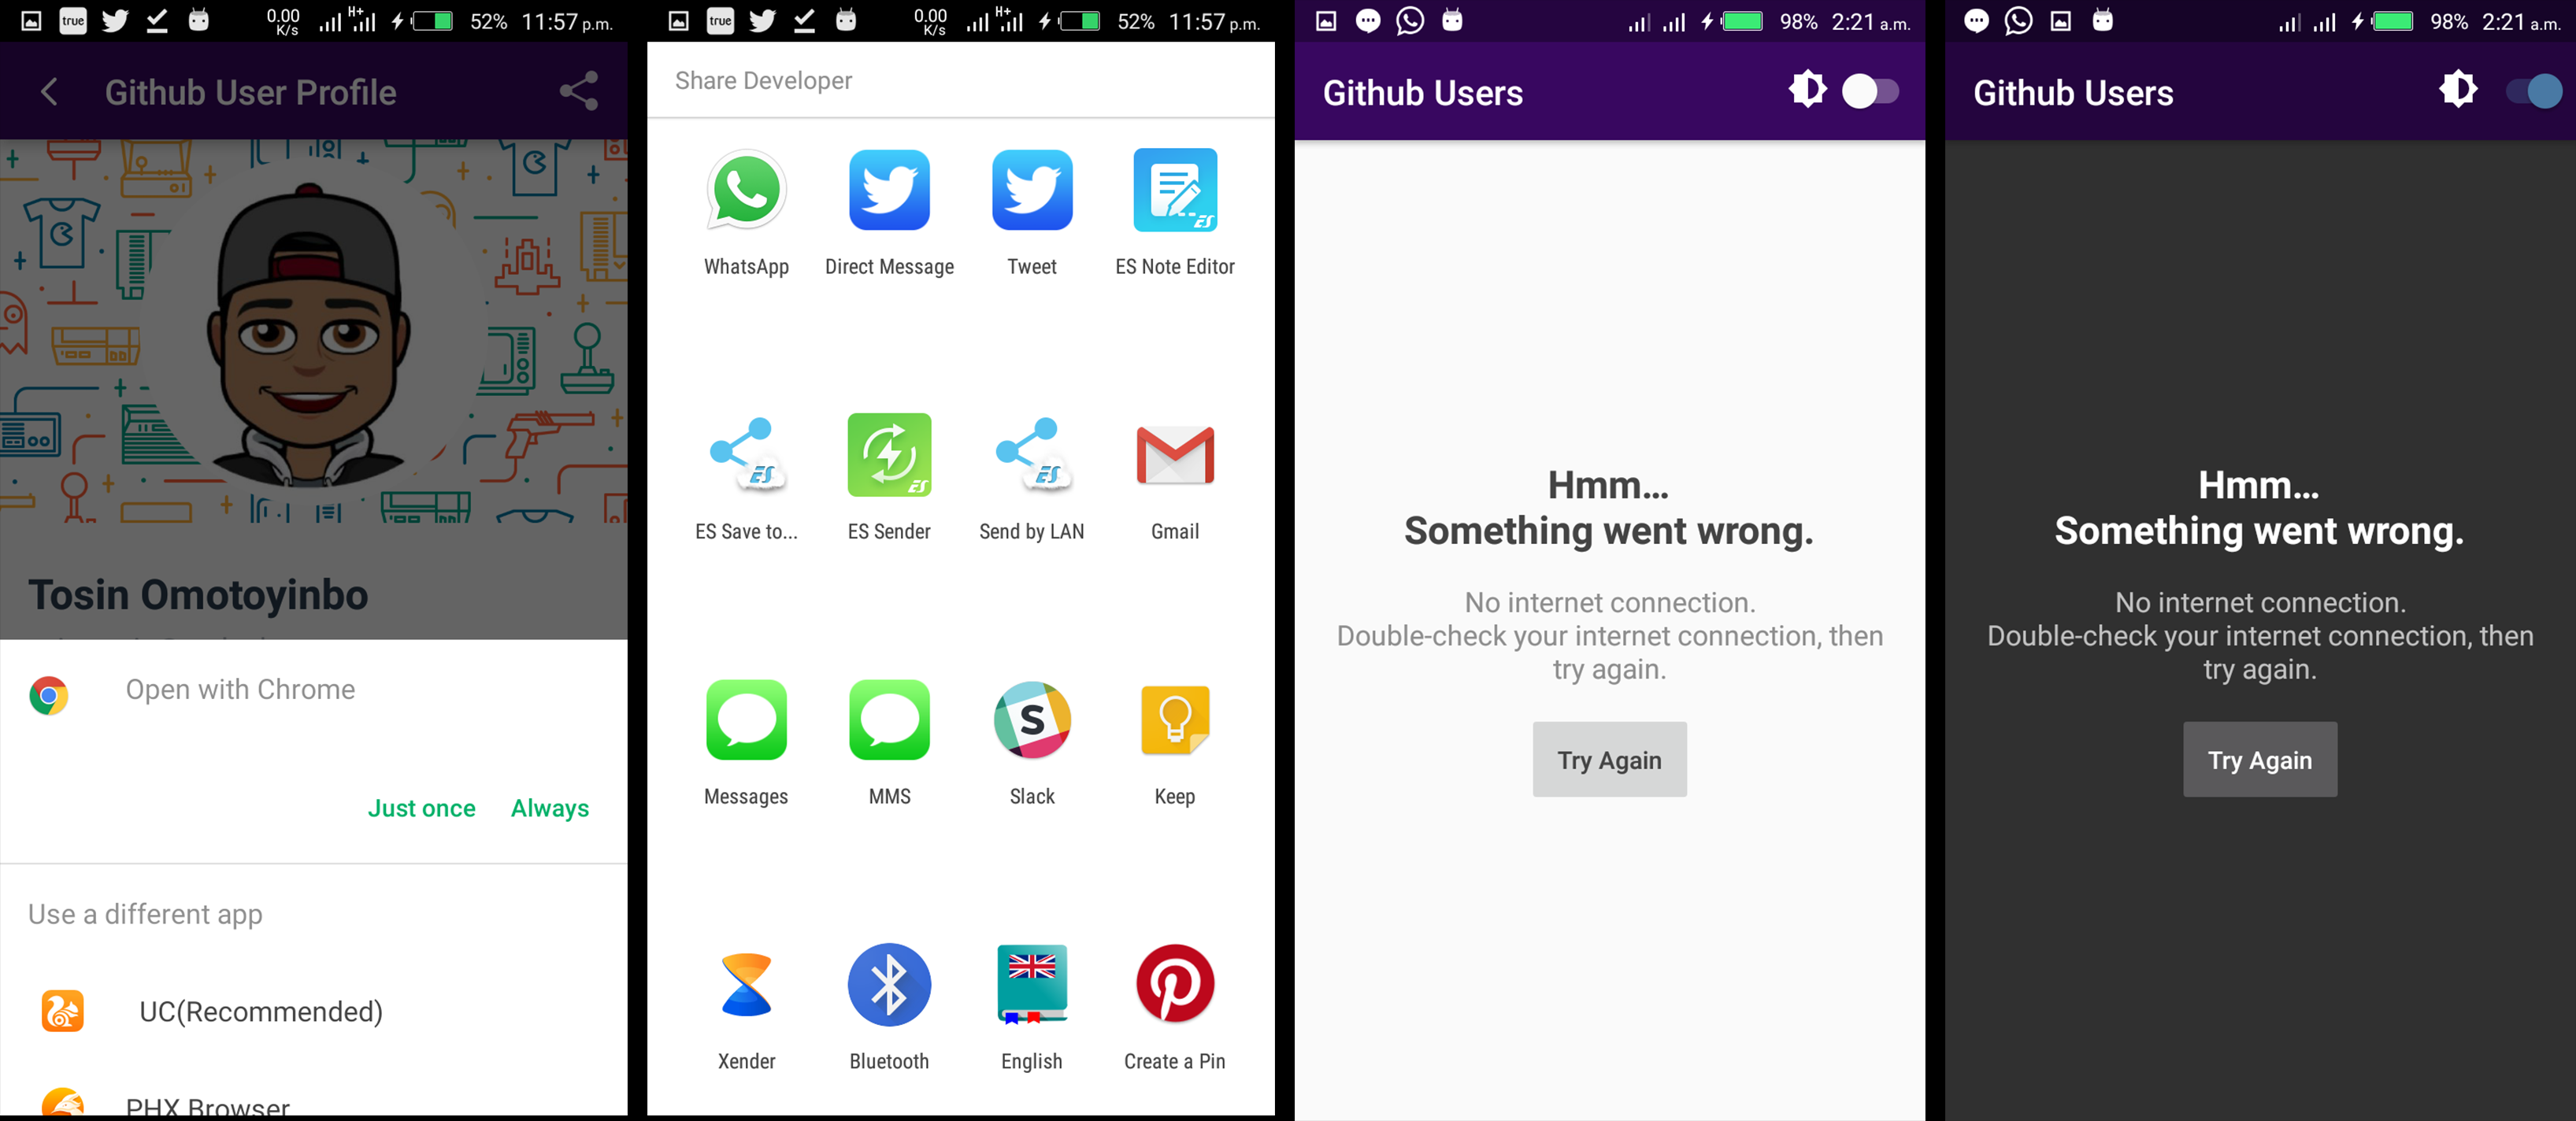 true
0.00
K/s
H+
52%
11:57 p.m.
Github User Profile
Tosin Omotoyinbo
Open with Chrome
Just once
Always
Use a different app
UC(Recommended)
PHX Browser
true
0.00
K/s
H+
52%
11:57 p.m.
Share Developer
WhatsApp
Direct Message
Tweet
ES
ES Note Editor
ES
ES Save to...
ES
ES Sender
ES
Send by LAN
Gmail
Messages
MMS
S
Slack
Keep
Xender
Bluetooth
English
Create a Pin
98%
2:21 a.m.
Github Users
Hmm...
Something went wrong.
No internet connection.
Double-check your internet connection, then
try again.
Try Again
98%
2:21 a.m.
Github Users
Hmm...
Something went wrong.
No internet connection.
Double-check your internet connection, then
try again.
Try Again